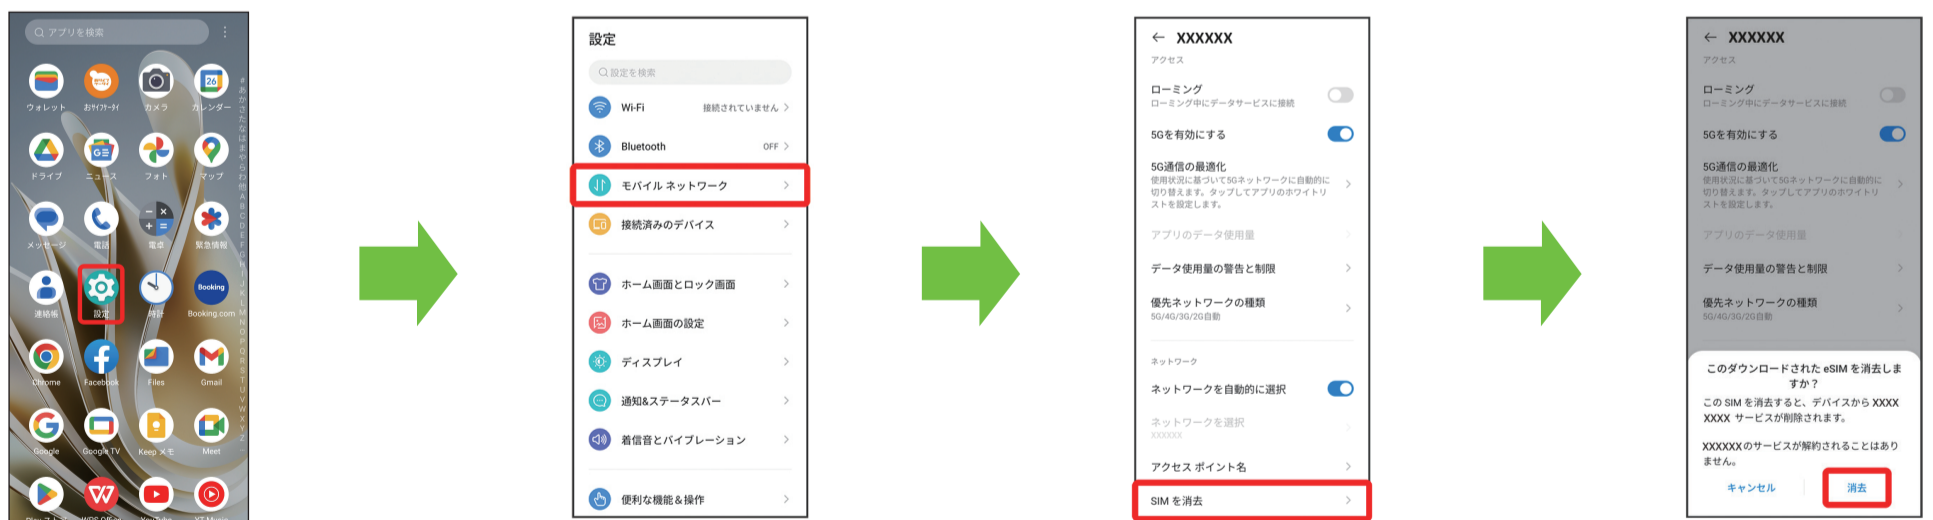 アプリを検索
ウォレット
おサイフケータイ
カメラ
26
カレンダー
ドライブ
GE
ニュース
フォト
マップ
メッセージ
電話
電卓
緊急情報
連絡帳
設定
時計
Booking
Booking.com
Chrome
Facebook
Files
Gmail
Google
Google TV
Keep メモ
Meet
#
あ
か
さ
た
な
は
ま
や
ら
わ
他
A
B
C
D
E
F
G
H
I
J
K
L
M
N
O
P
Q
R
S
T
U
V
W
X
Y
Z
設定
設定を検索
Wi-Fi 接続されていません
Bluetooth OFF
モバイル ネットワーク
接続済みのデバイス
ホーム画面とロック画面
ホーム画面の設定
ディスプレイ
通知&ステータスバー
着信音とバイブレーション
便利な機能&操作
← XXXXXX
アクセス
ローミング
ローミング中にデータサービスに接続
5Gを有効にする
5G通信の最適化
使用状況に基づいて5Gネットワークに自動的に
切り替えます。タップしてアプリのホワイトリ
ストを設定します。
アプリのデータ使用量
データ使用量の警告と制限
優先ネットワークの種類
5G/4G/3G/2G自動
ネットワーク
ネットワークを自動的に選択
ネットワークを選択
XXXXXX
アクセス ポイント名
SIM を消去
← XXXXXX
アクセス
ローミング
ローミング中にデータサービスに接続
5Gを有効にする
5G通信の最適化
使用状況に基づいて5Gネットワークに自動的に
切り替えます。タップしてアプリのホワイトリ
ストを設定します。
アプリのデータ使用量
データ使用量の警告と制限
優先ネットワークの種類
5G/4G/3G/2G自動
このダウンロードされた eSIM を消去しま
すか？
この SIM を消去すると、デバイスから XXXX
XXXX サービスが削除されます。
XXXXXXのサービスが解約されることはあり
ません。
キャンセル
消去